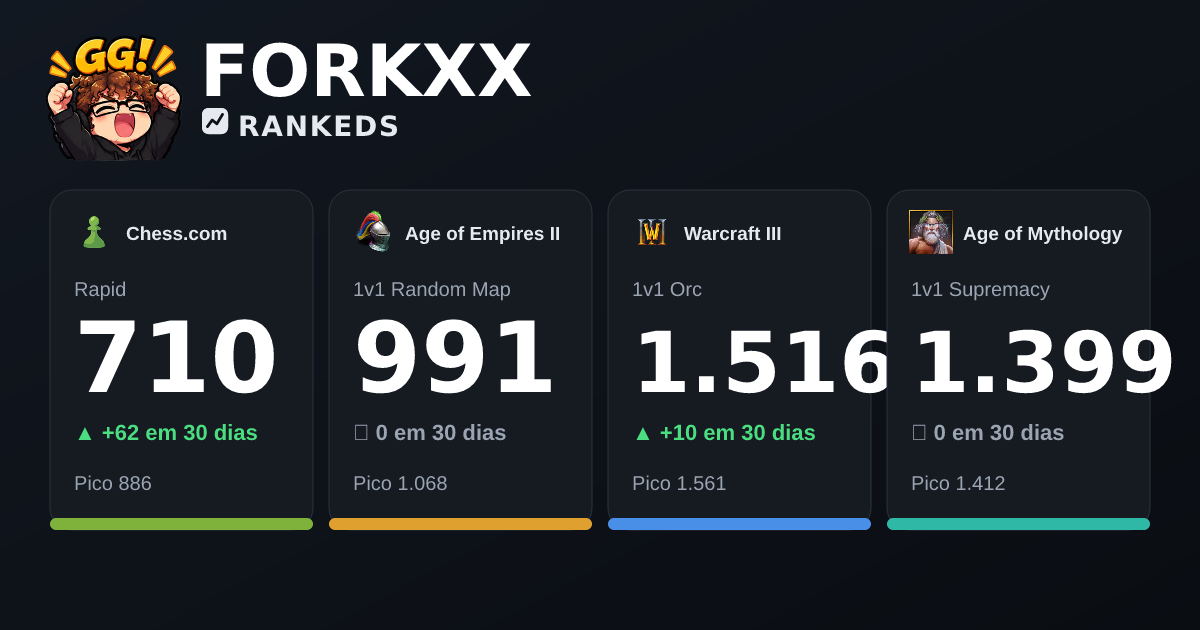 GG!
FORKXX
RANKEDS
Chess.com
Rapid
710
▲ +62 em 30 dias
Pico 886
Age of Empires II
1v1 Random Map
991
0 em 30 dias
Pico 1.068
Warcraft III
1v1 Orc
1.516
▲ +10 em 30 dias
Pico 1.561
Age of Mythology
1v1 Supremacy
1.399
0 em 30 dias
Pico 1.412